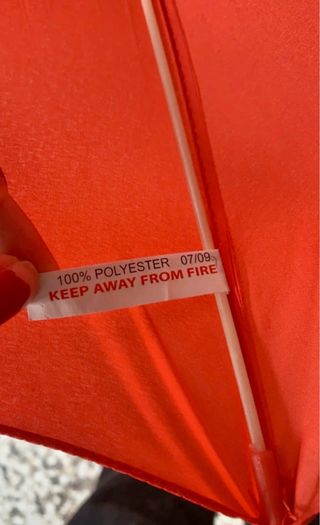 100% POLYESTER 07/09
KEEP AWAY FROM FIRE